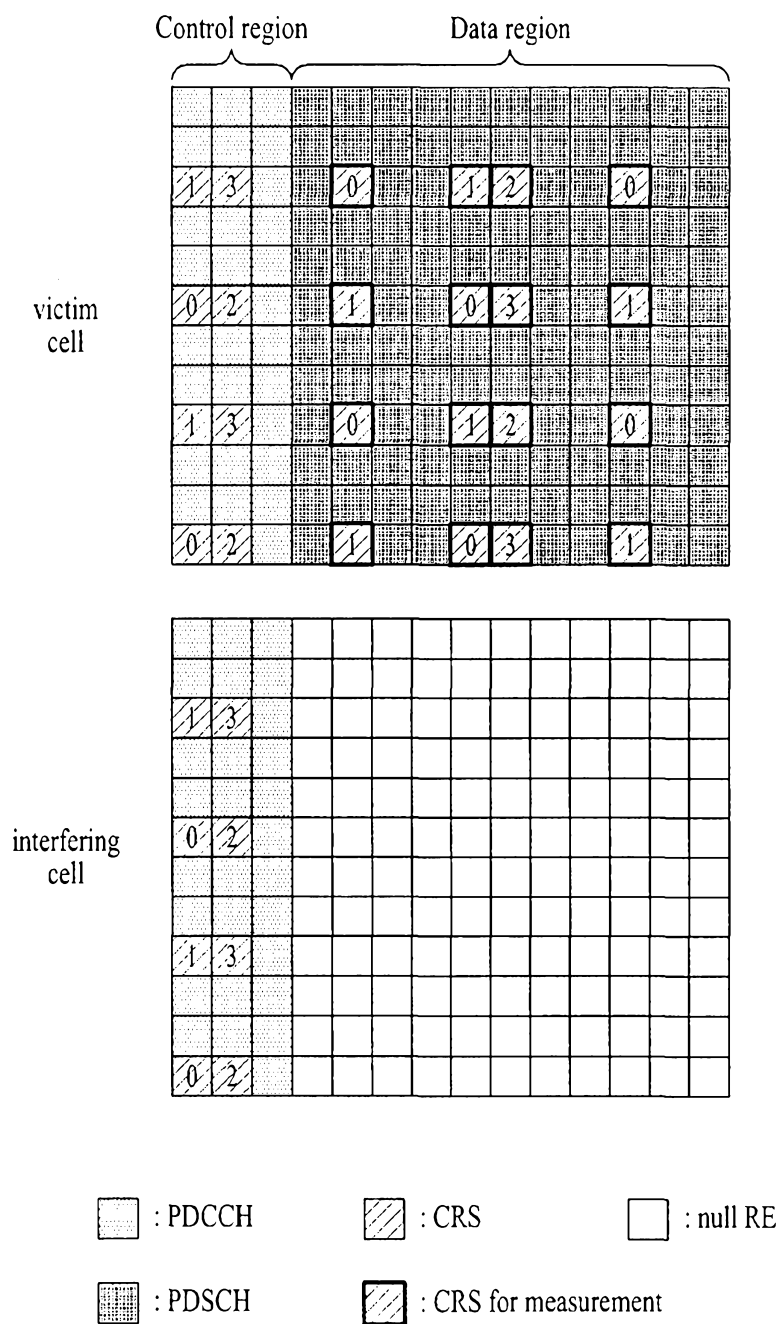 Control region Data region
1 3 0 1 2 0
victim cell
0 2 1 0 3 1
1 3 0 1 2 0
0 2 1 0 3 1
1 3
interfering cell
0 2
1 3
0 2
: PDCCH : CRS : null RE
: PDSCH : CRS for measurement